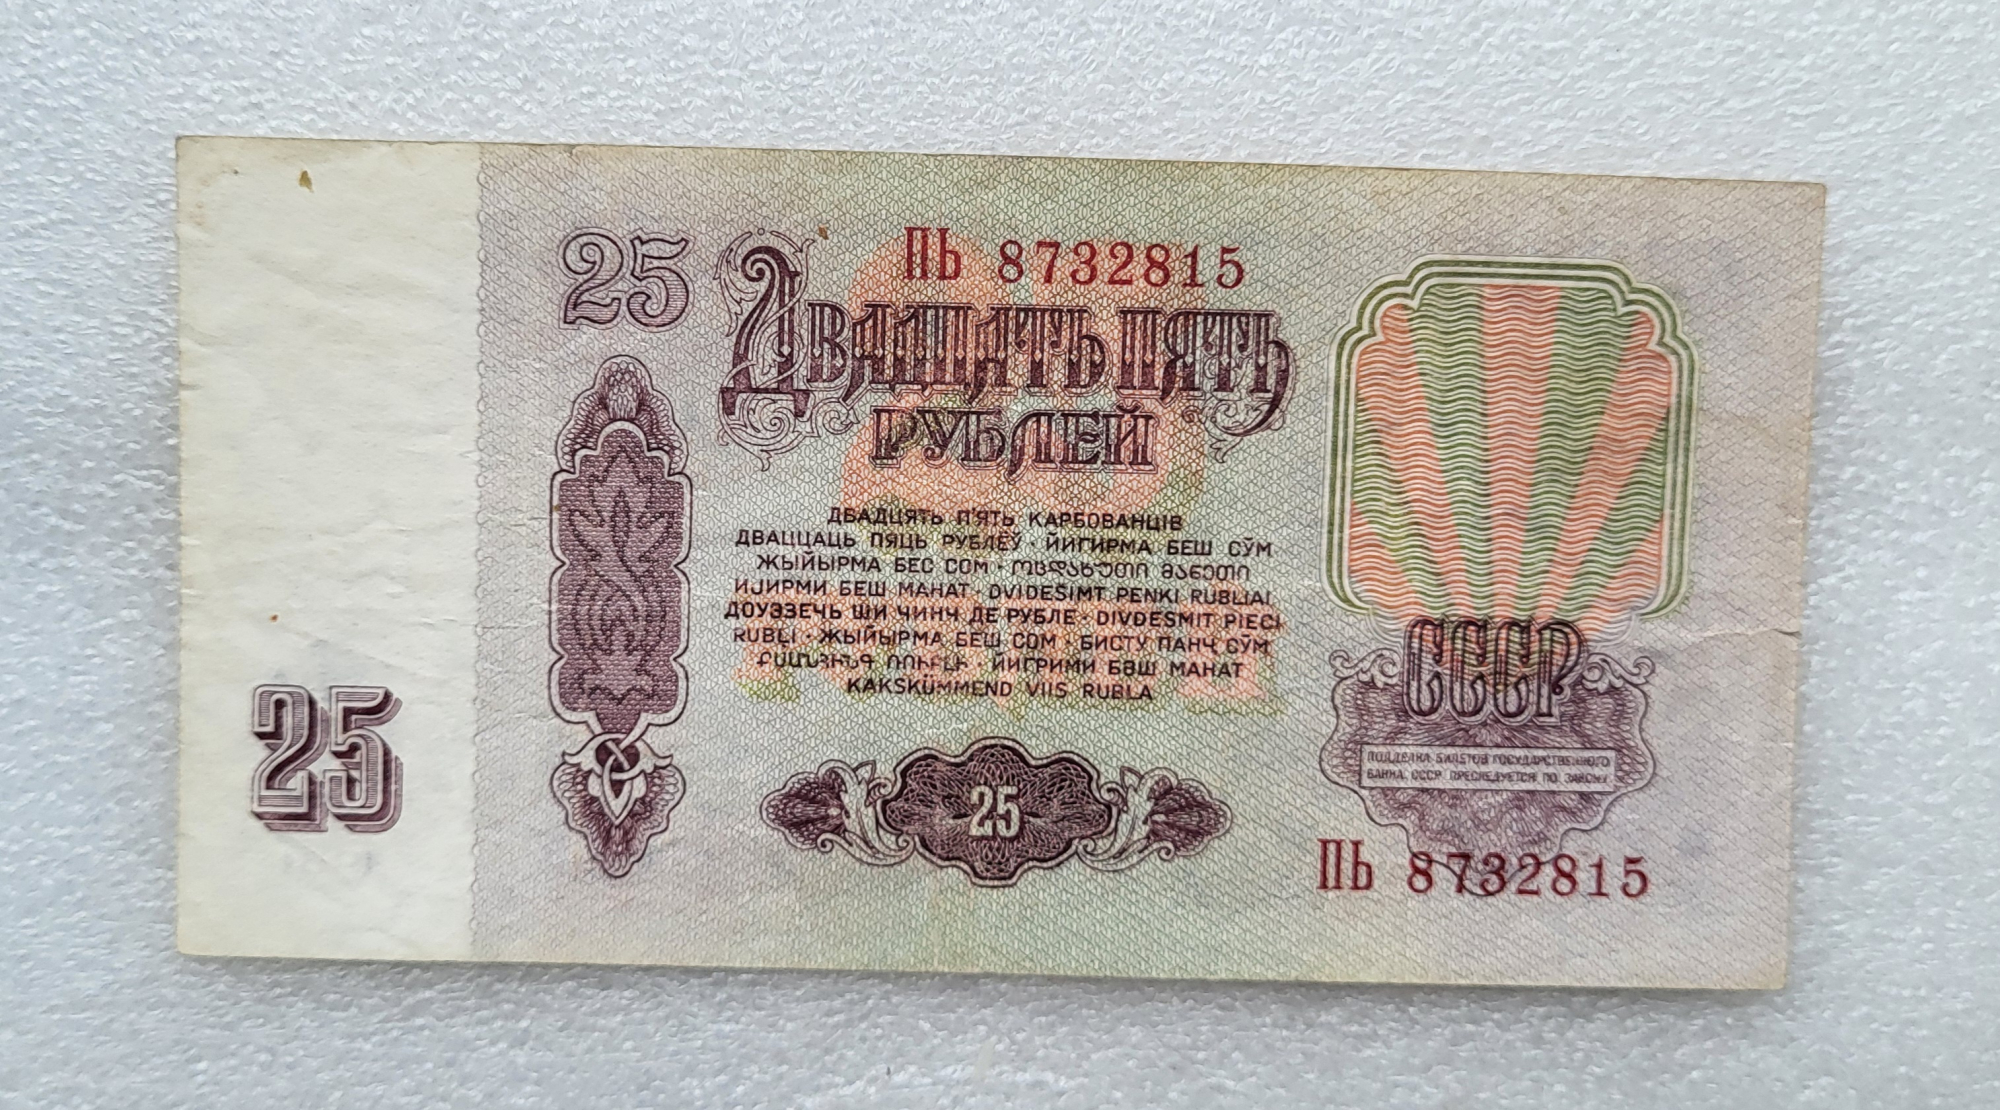 25
ПЬ 8732815
Двадцать пять
рублей
ДВАДЦЯТЬ П'ЯТЬ КАРБОВАНЦІВ
ДВАЦЦАЦЬ ПЯЦЬ РУБЛЁЎ · ЙИГИРМА БЕШ СЎМ
ЖЫЙЫРМА БЕС СОМ · ოცდახუთი მანეთი
ИЈИРМИ БЕШ МАНАТ · DVIDEŠIMT PENKI RUBLIAI
ДОУЭЗЕЧЬ ШИ ЧИНЧ ДЕ РУБЛЕ · DIVDESMIT PIECI
RUBĻI · ЖЫЙЫРМА БЕШ СОМ · БИСТУ ПАНҶ СӮМ
ՔՍԱՆՀԻՆԳ ՌՈՒԲԼԻ · ЙИГРИМИ БӘШ МАНАТ
KAKSKÜMMEND VIIS RUBLA
СССР
ПОДДЕЛКА БИЛЕТОВ ГОСУДАРСТВЕННОГО
БАНКА СССР ПРЕСЛЕДУЕТСЯ ПО ЗАКОНУ
25
25
ПЬ 8732815